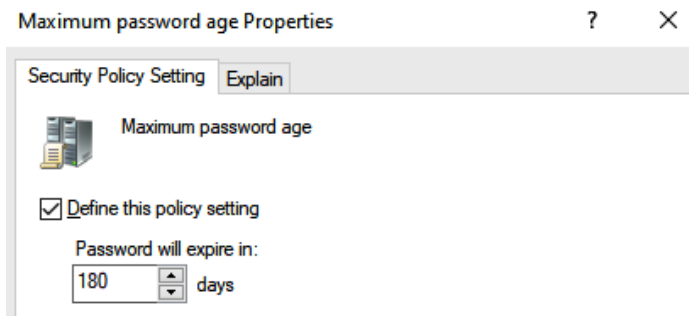 Maximum password age Properties ? ×
Security Policy Setting Explain
Maximum password age
Define this policy setting
Password will expire in:
180 days